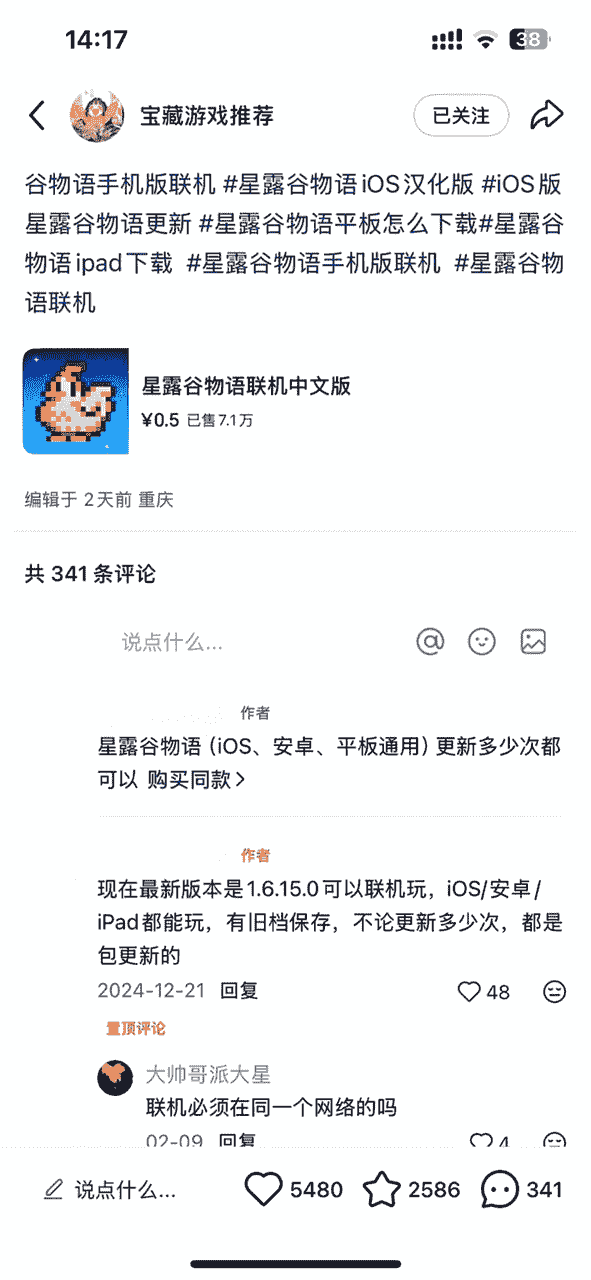 14:17
38
宝藏游戏推荐
已关注
谷物语手机版联机 #星露谷物语iOS汉化版 #iOS版
星露谷物语更新 #星露谷物语平板怎么下载#星露谷
物语ipad下载 #星露谷物语手机版联机 #星露谷物
语联机
星露谷物语联机中文版
¥0.5 已售7.1万
编辑于 2天前 重庆
共 341 条评论
说点什么...
作者
星露谷物语（iOS、安卓、平板通用）更新多少次都
可以 购买同款>
作者
现在最新版本是1.6.15.0可以联机玩，iOS/安卓/
iPad都能玩，有旧档保存，不论更新多少次，都是
包更新的
2024-12-21 回复
48
置顶评论
大帅哥派大星
联机必须在同一个网络的吗
02-09 回复
4
说点什么...
5480
2586
341